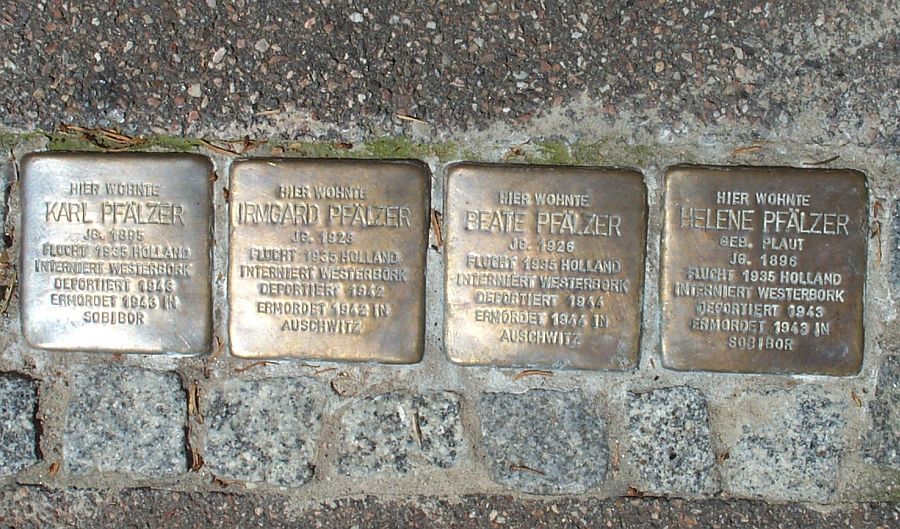 HIER WOHNTE
KARL PFÄLZER
JG. 1895
FLUCHT 1935 HOLLAND
INTERNIERT WESTERBORK
DEPORTIERT 1943
ERMORDET 1943 IN
SOBIBOR
HIER WOHNTE
IRMGARD PFÄLZER
JG. 1923
FLUCHT 1935 HOLLAND
INTERNIERT WESTERBORK
DEPORTIERT 1942
ERMORDET 1942 IN
AUSCHWITZ
HIER WOHNTE
BEATE PFÄLZER
JG. 1926
FLUCHT 1935 HOLLAND
INTERNIERT WESTERBORK
DEPORTIERT 1944
ERMORDET 1944 IN
AUSCHWITZ
HIER WOHNTE
HELENE PFÄLZER
GEB. PLAUT
JG. 1896
FLUCHT 1935 HOLLAND
INTERNIERT WESTERBORK
DEPORTIERT 1943
ERMORDET 1943 IN
SOBIBOR